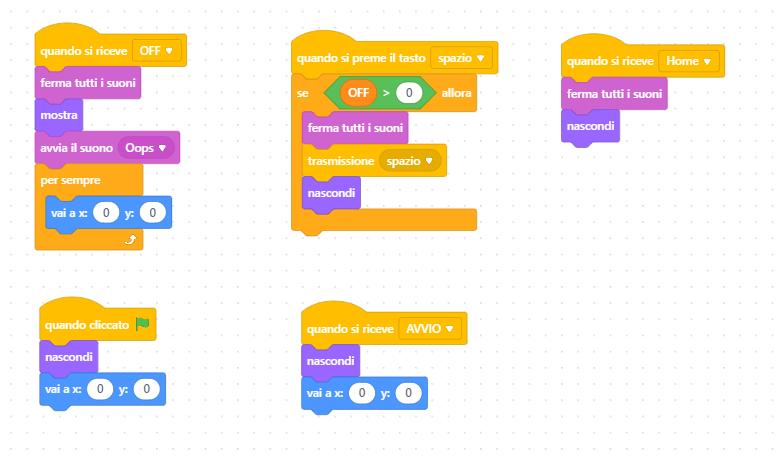 quando si riceve OFF
ferma tutti i suoni
mostra
avvia il suono Oops
per sempre
vai a x: 0 y: 0
quando si preme il tasto spazio
se OFF > 0 allora
ferma tutti i suoni
trasmissione spazio
nascondi
quando si riceve Home
ferma tutti i suoni
nascondi
quando cliccato
nascondi
vai a x: 0 y: 0
quando si riceve AVVIO
nascondi
vai a x: 0 y: 0